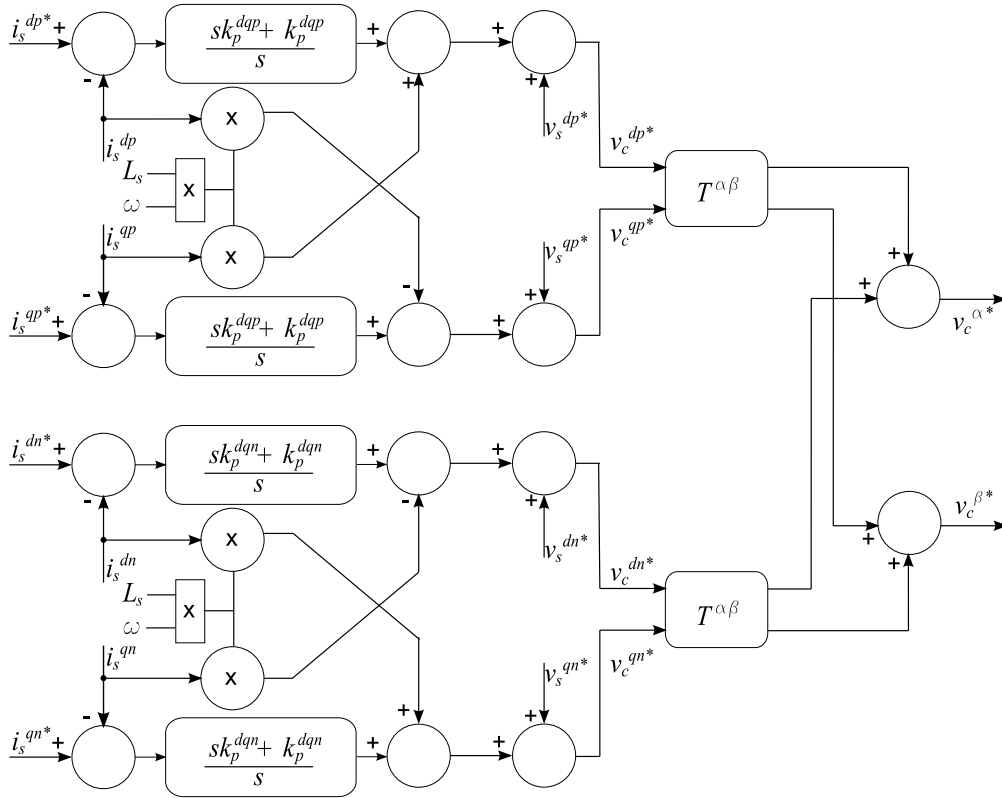 i_s^{dp*} +
-
sk_p^{dqp} + k_p^{dqp}
s
+
+
+
+
v_s^{dp*}
i_s^{dp}
x
L_s
ω
x
i_s^{qp}
x
v_c^{dp*}
T^{αβ}
v_c^{qp*}
v_s^{qp*}
-
i_s^{qp*} +
sk_p^{dqp} + k_p^{dqp}
s
+
-
+
+
+
+
v_c^{α*}
i_s^{dn*} +
-
sk_p^{dqn} + k_p^{dqn}
s
+
-
+
+
v_s^{dn*}
i_s^{dn}
x
L_s
ω
x
i_s^{qn}
x
v_c^{dn*}
T^{αβ}
v_c^{qn*}
v_s^{qn*}
+
+
v_c^{β*}
-
i_s^{qn*} +
sk_p^{dqn} + k_p^{dqn}
s
+
+
+
+